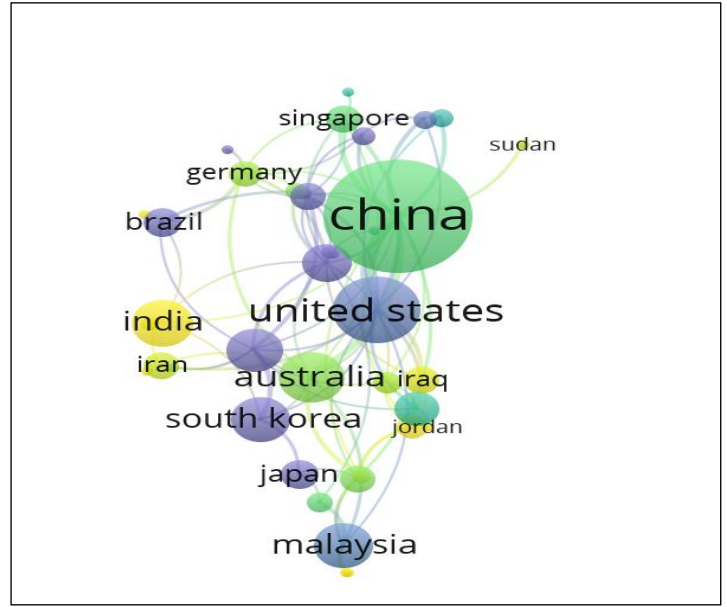 singapore
sudan
germany
china
brazil
united states
india
iran
australia
iraq
south korea
jordan
japan
malaysia